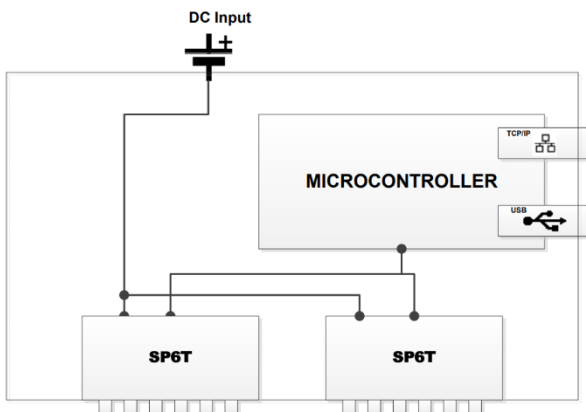 DC Input
+
TCP/IP
MICROCONTROLLER
USB
SP6T
SP6T